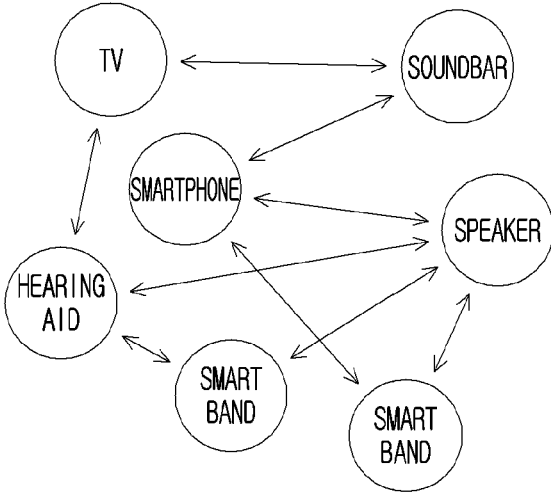 TV
SOUNDBAR
SMARTPHONE
SPEAKER
HEARING
AID
SMART
BAND
SMART
BAND